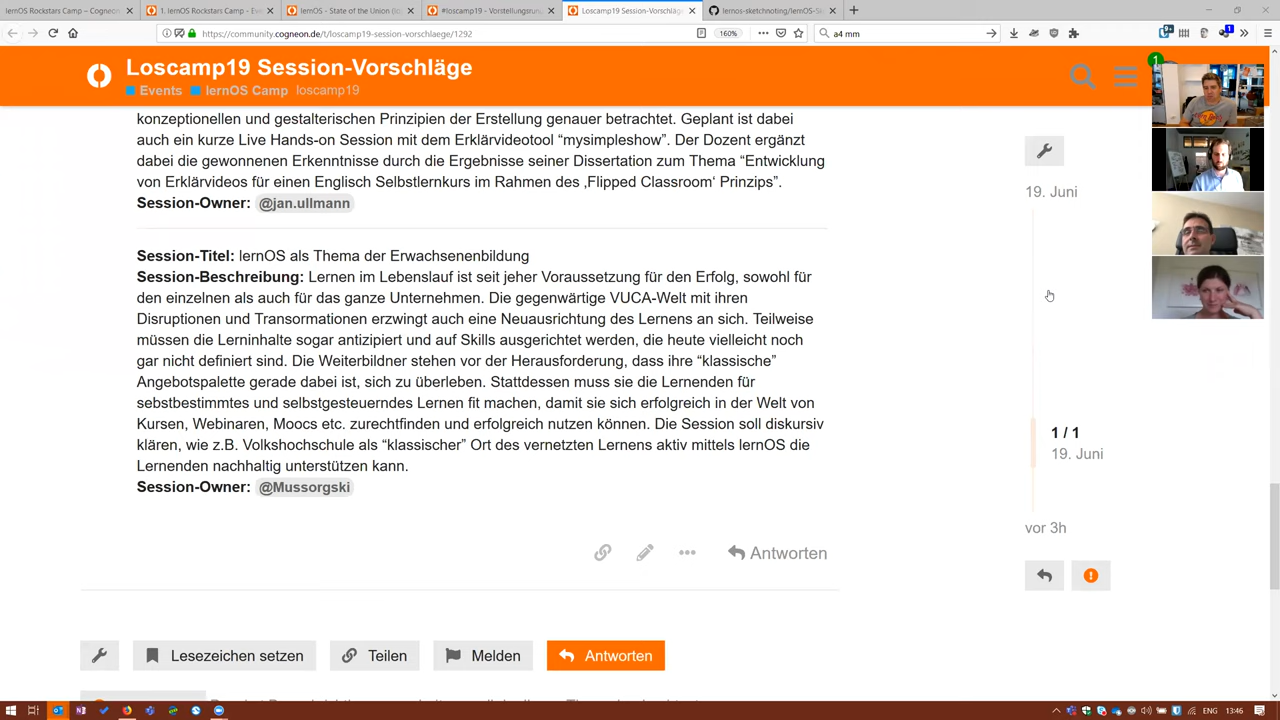 lernOS Rockstars Camp - Cogneon
1. lernOS Rockstars Camp - Eve
lernOS - State of the Union (lo
#loscamp19 - Vorstellungsrun
Loscamp19 Session-Vorschläg
lernos-sketchnoting/lernOS-Sk
https://community.cogneon.de/t/loscamp19-session-vorschlaege/1292
160%
a4 mm
Loscamp19 Session-Vorschläge
Events lernOS Camp loscamp19
1
konzeptionellen und gestalterischen Prinzipien der Erstellung genauer betrachtet. Geplant ist dabei
auch ein kurze Live Hands-on Session mit dem Erklärvideotool “mysimpleshow”. Der Dozent ergänzt
dabei die gewonnenen Erkenntnisse durch die Ergebnisse seiner Dissertation zum Thema “Entwicklung
von Erklärvideos für einen Englisch Selbstlernkurs im Rahmen des ‚Flipped Classroom‘ Prinzips”.
Session-Owner: @jan.ullmann
Session-Titel: lernOS als Thema der Erwachsenenbildung
Session-Beschreibung: Lernen im Lebenslauf ist seit jeher Voraussetzung für den Erfolg, sowohl für
den einzelnen als auch für das ganze Unternehmen. Die gegenwärtige VUCA-Welt mit ihren
Disruptionen und Transormationen erzwingt auch eine Neuausrichtung des Lernens an sich. Teilweise
müssen die Lerninhalte sogar antizipiert und auf Skills ausgerichtet werden, die heute vielleicht noch
gar nicht definiert sind. Die Weiterbildner stehen vor der Herausforderung, dass ihre “klassische”
Angebotspalette gerade dabei ist, sich zu überleben. Stattdessen muss sie die Lernenden für
sebstbestimmtes und selbstgesteuerndes Lernen fit machen, damit sie sich erfolgreich in der Welt von
Kursen, Webinaren, Moocs etc. zurechtfinden und erfolgreich nutzen können. Die Session soll diskursiv
klären, wie z.B. Volkshochschule als “klassischer” Ort des vernetzten Lernens aktiv mittels lernOS die
Lernenden nachhaltig unterstützen kann.
Session-Owner: @Mussorgski
Antworten
19. Juni
1 / 1
19. Juni
vor 3h
Lesezeichen setzen
Teilen
Melden
Antworten
ENG 13:46